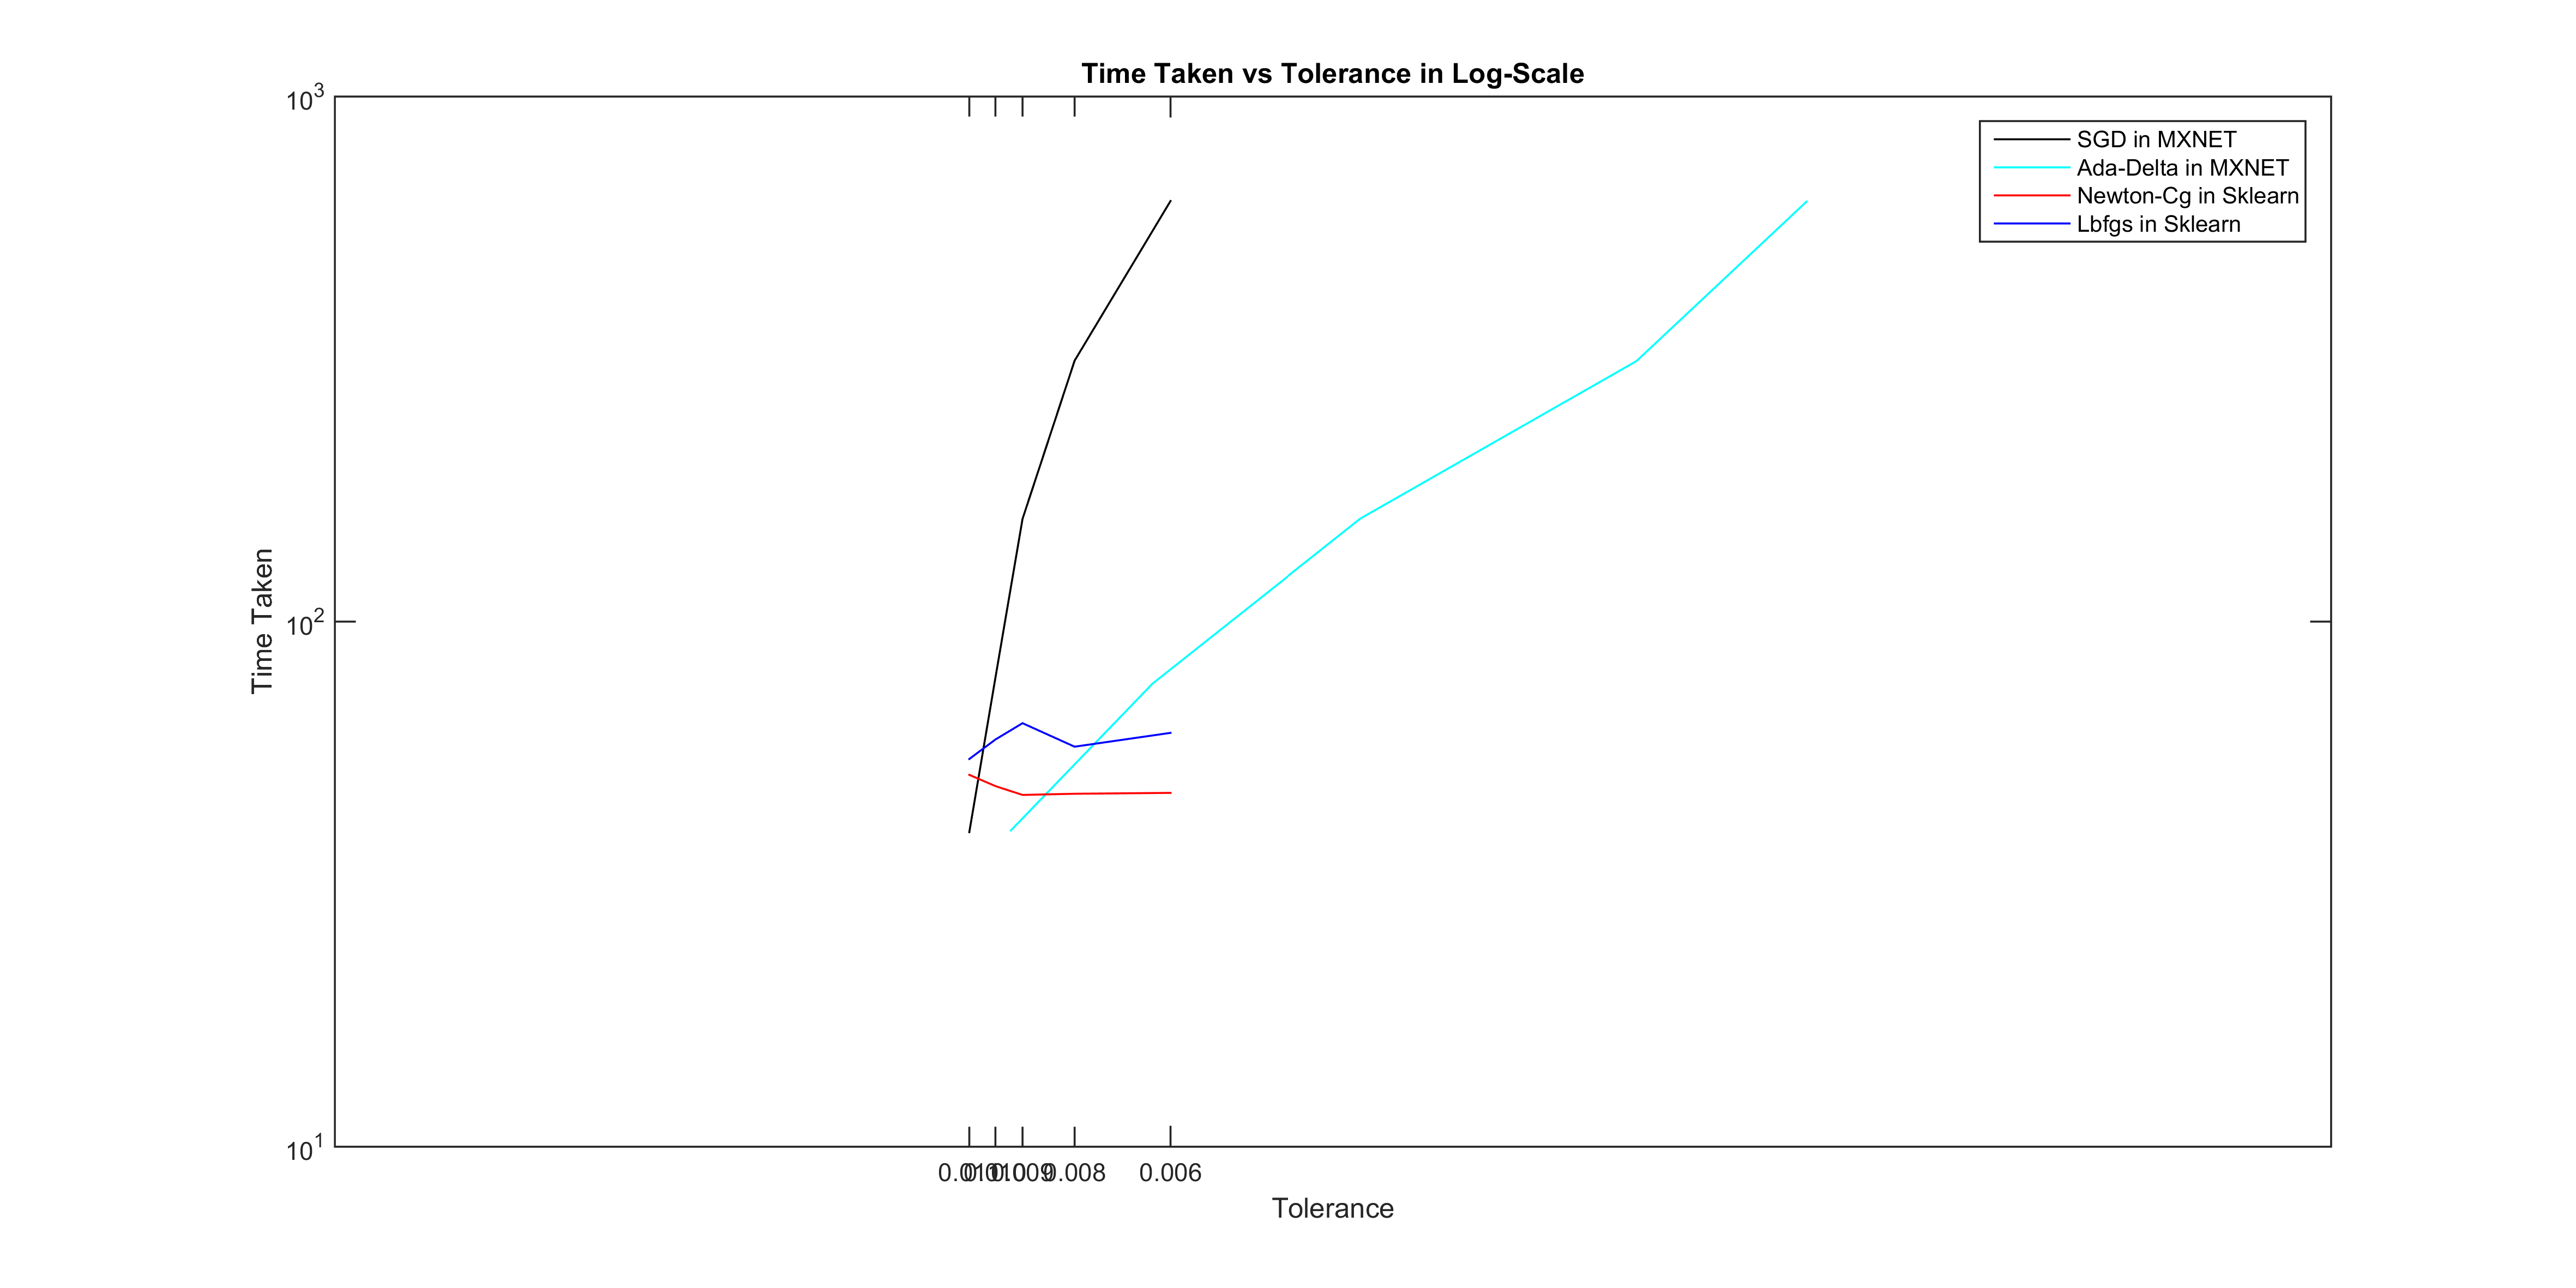 Time Taken vs Tolerance in Log-Scale
10^3
SGD in MXNET
Ada-Delta in MXNET
Newton-Cg in Sklearn
Lbfgs in Sklearn
Time Taken
10^2
10^1
0.008 0.006
Tolerance